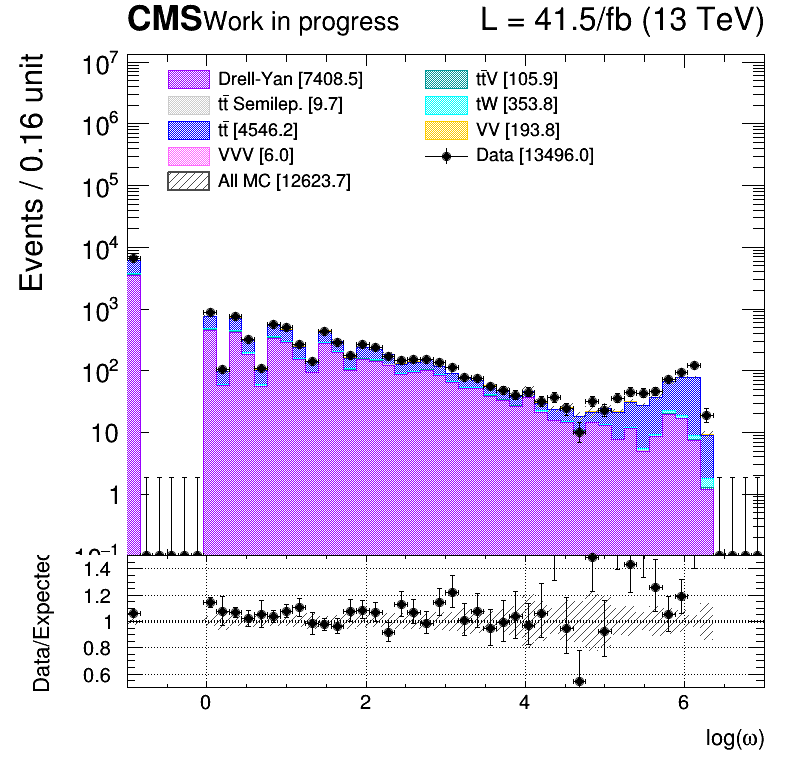 CMS Work in progress L = 41.5/fb (13 TeV)
Events / 0.16 unit
10⁷
10⁶
10⁵
10⁴
10³
10²
10
1
10⁻¹
Drell-Yan [7408.5]
tt̄ Semilep. [9.7]
tt̄ [4546.2]
VVV [6.0]
All MC [12623.7]
tt̄V [105.9]
tW [353.8]
VV [193.8]
Data [13496.0]
Data/Expected
1.4
1.2
1
0.8
0.6
0 2 4 6
log(ω)